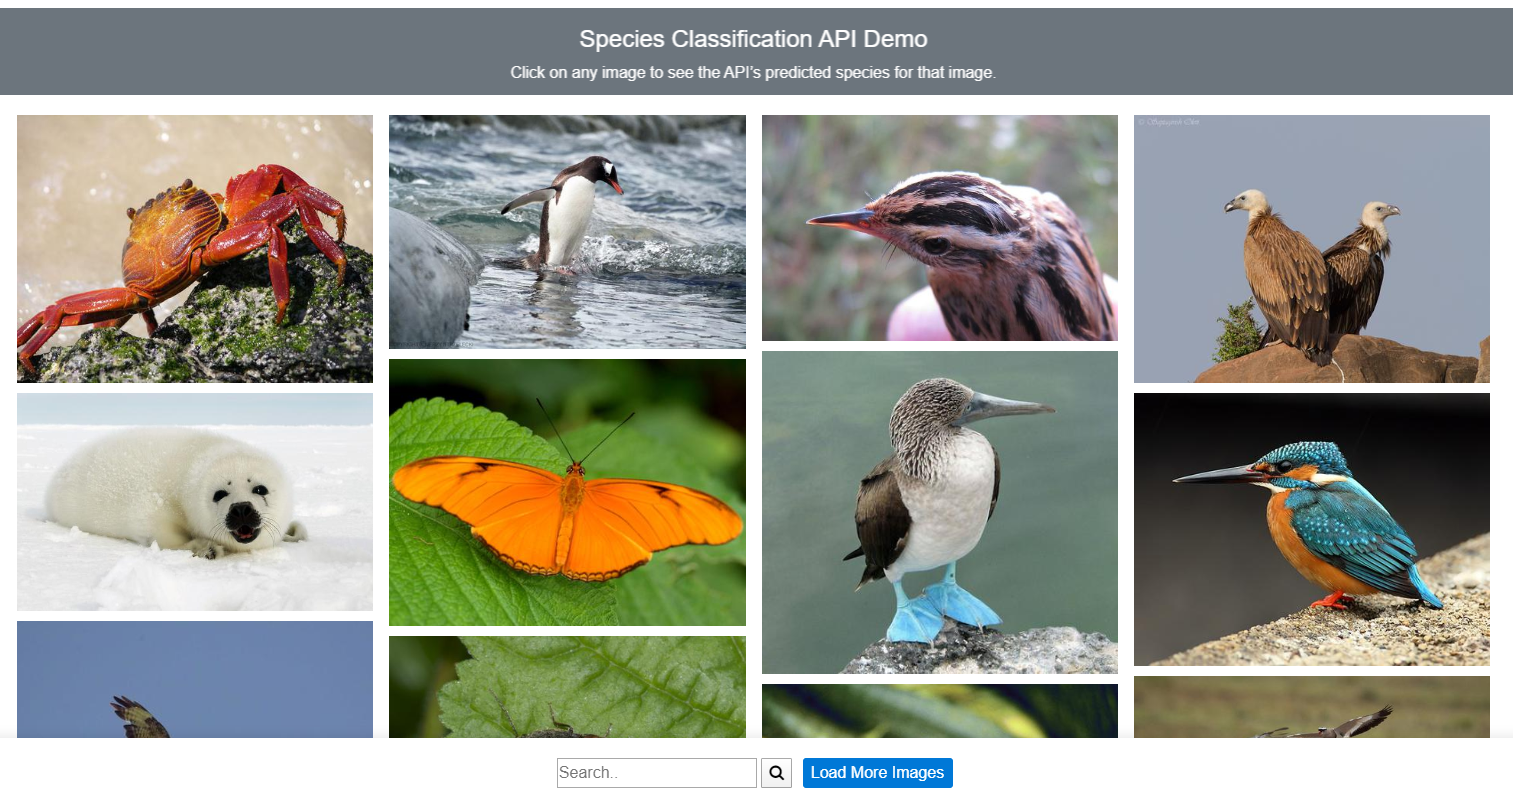 Species Classification API Demo
Click on any image to see the API's predicted species for that image.
Search..
Load More Images